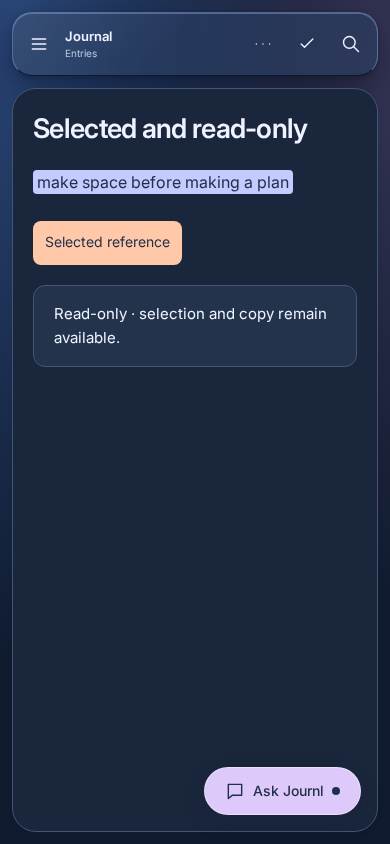 Journal
Entries
Selected and read-only
make space before making a plan
Selected reference
Read-only · selection and copy remain
available.
Ask Journl